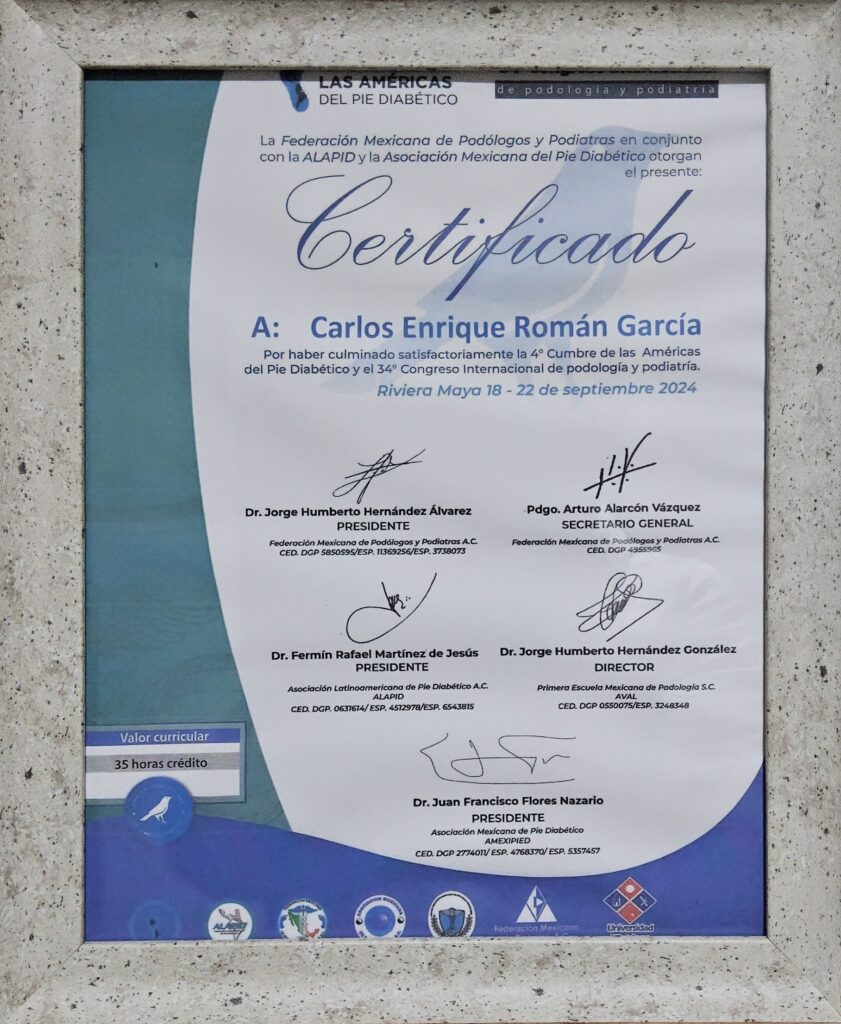 LAS AMÉRICAS
DEL PIE DIABÉTICO
de podología y podiatría
La Federación Mexicana de Podólogos y Podiatras en conjunto
con la ALAPID y la Asociación Mexicana del Pie Diabético otorgan
el presente:
Certificado
A: Carlos Enrique Román García
Por haber culminado satisfactoriamente la 4° Cumbre de las Américas
del Pie Diabético y el 34° Congreso Internacional de podología y podiatría.
Riviera Maya 18 - 22 de septiembre 2024
Dr. Jorge Humberto Hernández Álvarez
PRESIDENTE
Federación Mexicana de Podólogos y Podiatras A.C.
CED. DGP 5850595/ESP. 11369256/ESP. 3738073
Pdgo. Arturo Alarcón Vázquez
SECRETARIO GENERAL
Federación Mexicana de Podólogos y Podiatras A.C.
CED. DGP 4955965
Dr. Fermín Rafael Martínez de Jesús
PRESIDENTE
Asociación Latinoamericana de Pie Diabético A.C.
ALAPID
CED. DGP. 0631614/ ESP. 4512978/ESP. 6543815
Dr. Jorge Humberto Hernández González
DIRECTOR
Primera Escuela Mexicana de Podología S.C.
AVAL
CED. DGP 0550075/ESP. 3248348
Valor curricular
35 horas crédito
Dr. Juan Francisco Flores Nazario
PRESIDENTE
Asociación Mexicana de Pie Diabético
AMEXIPIED
CED. DGP 2774011/ ESP. 4768370/ ESP. 5357457
ALAPID
Federación Mexicana
Universidad